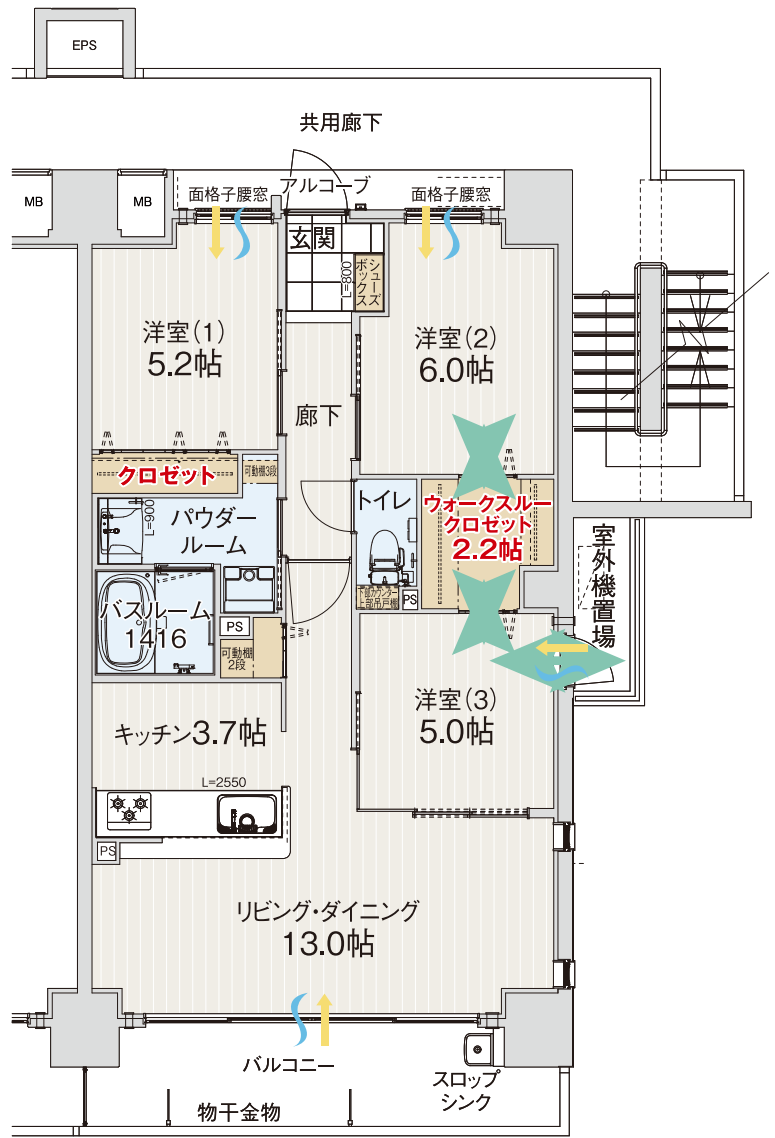 EPS
共用廊下
MB
MB
面格子腰窓
アルコーブ
面格子腰窓
玄関
L=800
シューズ
ボックス
洋室(1)
5.2帖
洋室(2)
6.0帖
廊下
クロゼット
可動棚3段
L=900
パウダー
ルーム
トイレ
ウォークスルー
クロゼット
2.2帖
下部カウンター
上部吊戸棚
PS
室外機置場
バスルーム
1416
PS
可動棚
2段
洋室(3)
5.0帖
キッチン3.7帖
L=2550
PS
リビング・ダイニング
13.0帖
バルコニー
スロップ
シンク
物干金物